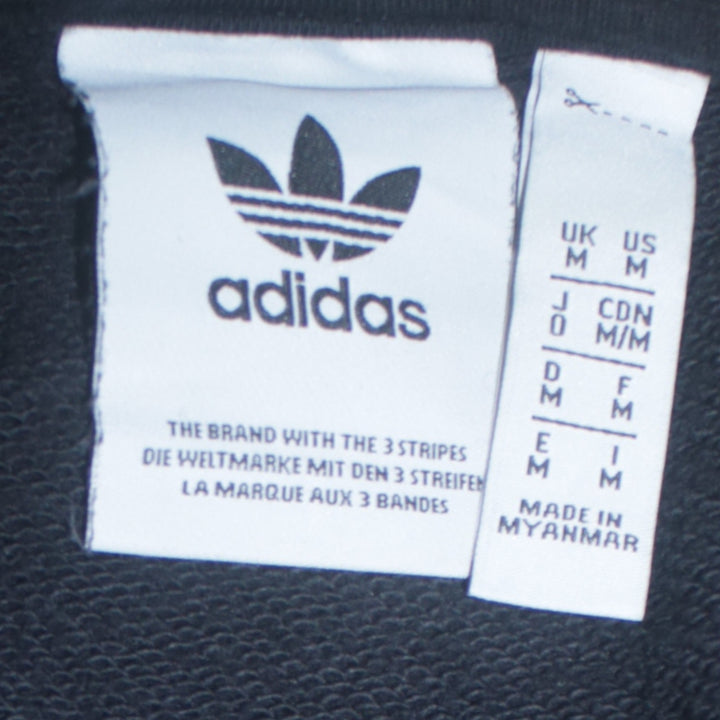 adidas
THE BRAND WITH THE 3 STRIPES
DIE WELTMARKE MIT DEN 3 STREIFEN
LA MARQUE AUX 3 BANDES
UK US
M M
J CDN
O M/M
D F
M M
E I
M M
MADE IN
MYANMAR